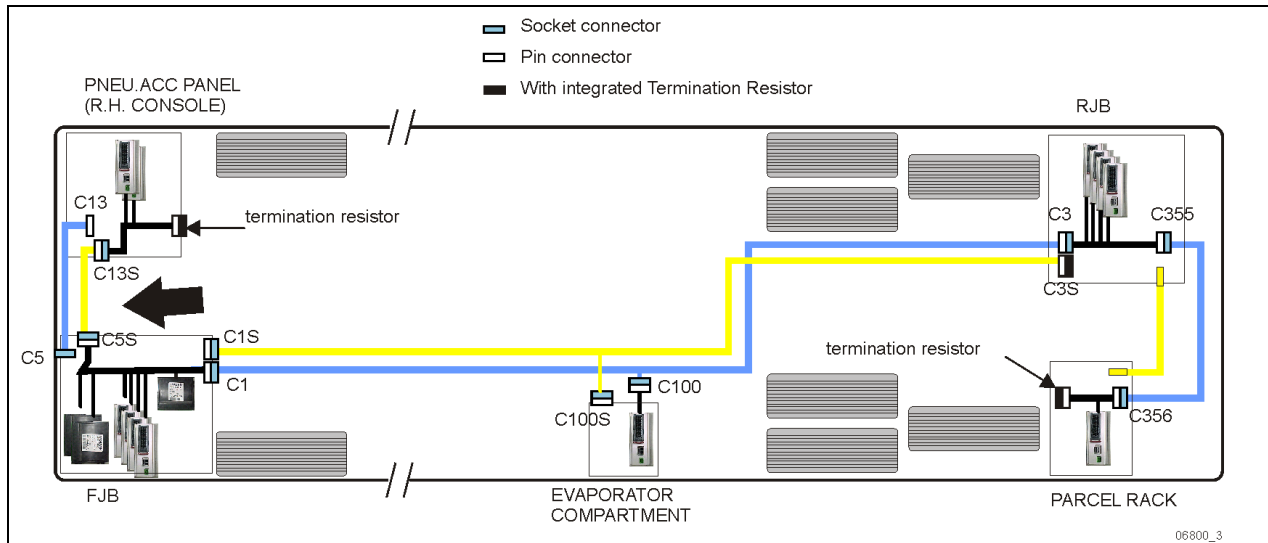 Socket connector
Pin connector
With integrated Termination Resistor
PNEU.ACC PANEL
(R.H. CONSOLE)
RJB
C13
termination resistor
C13S
C3
C355
C3S
C5S
C5
C1S
C1
termination resistor
C100
C100S
C356
FJB
EVAPORATOR
COMPARTMENT
PARCEL RACK
06800_3